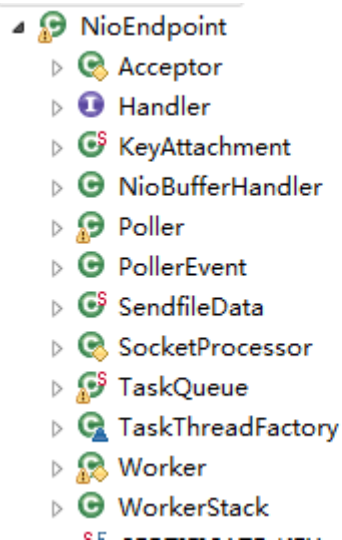 NioEndpoint
Acceptor
Handler
KeyAttachment
NioBufferHandler
Poller
PollerEvent
SendfileData
SocketProcessor
TaskQueue
TaskThreadFactory
Worker
WorkerStack